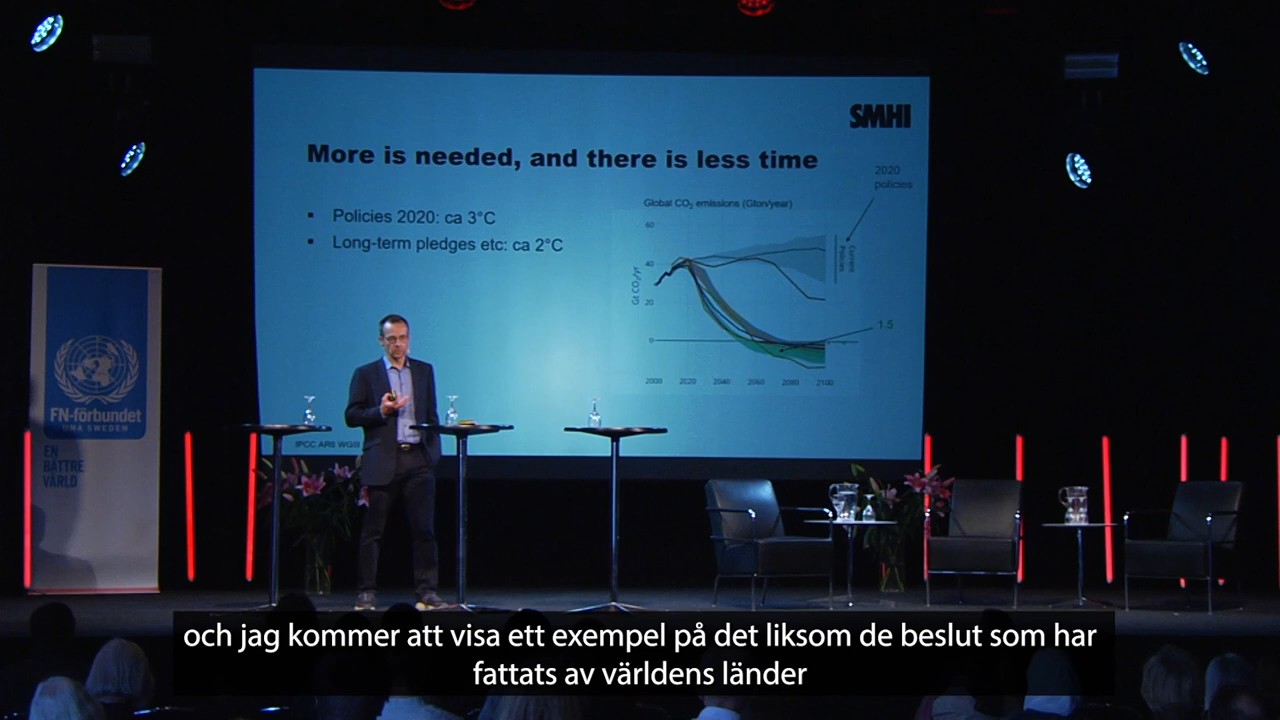 SMHI
More is needed, and there is less time
2020
policies
▪ Policies 2020: ca 3°C
▪ Long-term pledges etc: ca 2°C
Global CO₂ emissions (Gton/year)
60
40
20
0
Gt CO₂/yr
Current
Policies
1.5
2000 2020 2040 2060 2080 2100
FN-förbundet
UNA SWEDEN
EN
BÄTTRE
VÄRLD
IPCC AR6 WGIII
och jag kommer att visa ett exempel på det liksom de beslut som har
fattats av världens länder